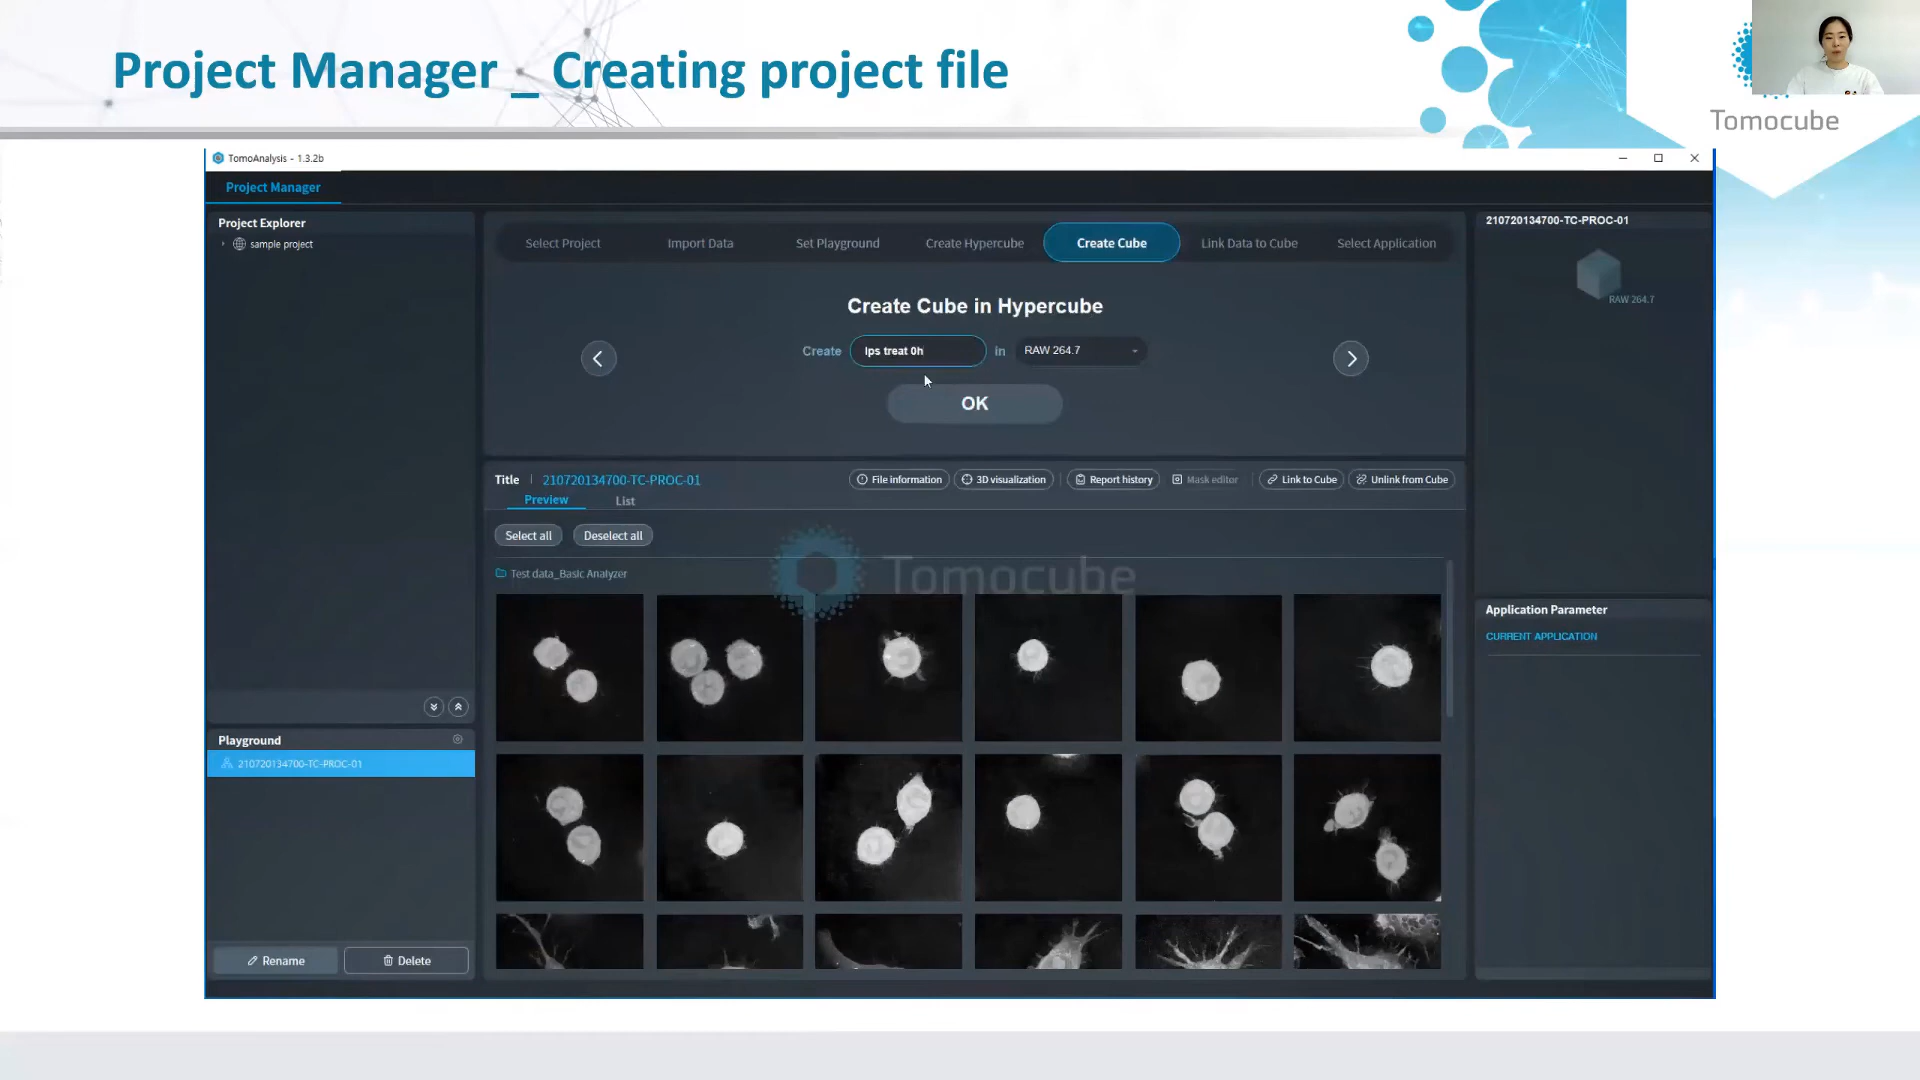 Project Manager _ Creating project file
Tomocube
TomoAnalysis - 1.3.2b
Project Manager
Project Explorer
sample project
Select Project
Import Data
Set Playground
Create Hypercube
Create Cube
Link Data to Cube
Select Application
210720134700-TC-PROC-01
RAW 264.7
Create Cube in Hypercube
Create lps treat 0h in RAW 264.7
OK
Title 210720134700-TC-PROC-01
File information
3D visualization
Report history
Mask editor
Link to Cube
Unlink from Cube
Preview List
Select all
Deselect all
Test data_Basic Analyzer
Tomocube
Application Parameter
CURRENT APPLICATION
Playground
210720134700-TC-PROC-01
Rename
Delete